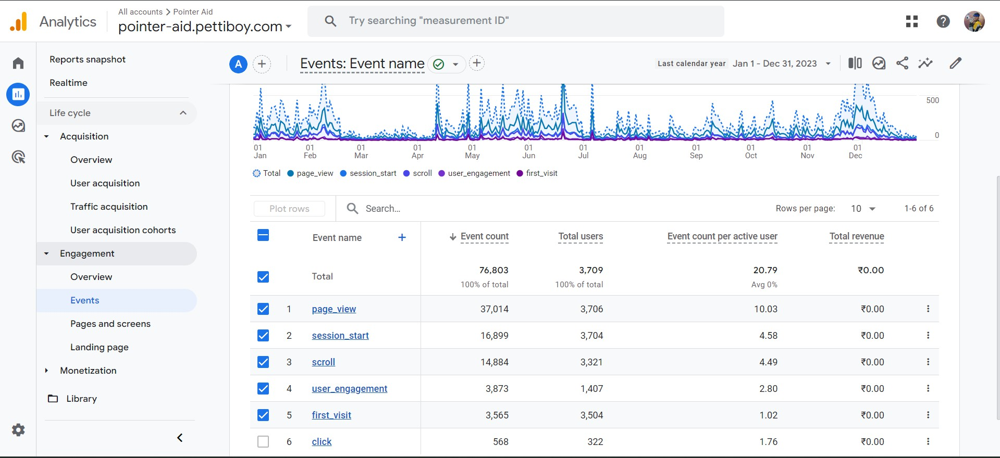 Analytics
All accounts > Pointer Aid
pointer-aid.pettiboy.com
Try searching "measurement ID"
Reports snapshot
Realtime
Life cycle
Acquisition
Overview
User acquisition
Traffic acquisition
User acquisition cohorts
Engagement
Overview
Events
Pages and screens
Landing page
Monetization
Library
A
Events: Event name
Last calendar year Jan 1 - Dec 31, 2023
500
0
01 Jan
01 Feb
01 Mar
01 Apr
01 May
01 Jun
01 Jul
01 Aug
01 Sep
01 Oct
01 Nov
01 Dec
Total page_view session_start scroll user_engagement first_visit
Plot rows Search... Rows per page: 10 1-6 of 6
Event name + Event count Total users Event count per active user Total revenue
Total 76,803 3,709 20.79 ₹0.00
100% of total 100% of total Avg 0%
1 page_view 37,014 3,706 10.03 ₹0.00
2 session_start 16,899 3,704 4.58 ₹0.00
3 scroll 14,884 3,321 4.49 ₹0.00
4 user_engagement 3,873 1,407 2.80 ₹0.00
5 first_visit 3,565 3,504 1.02 ₹0.00
6 click 568 322 1.76 ₹0.00